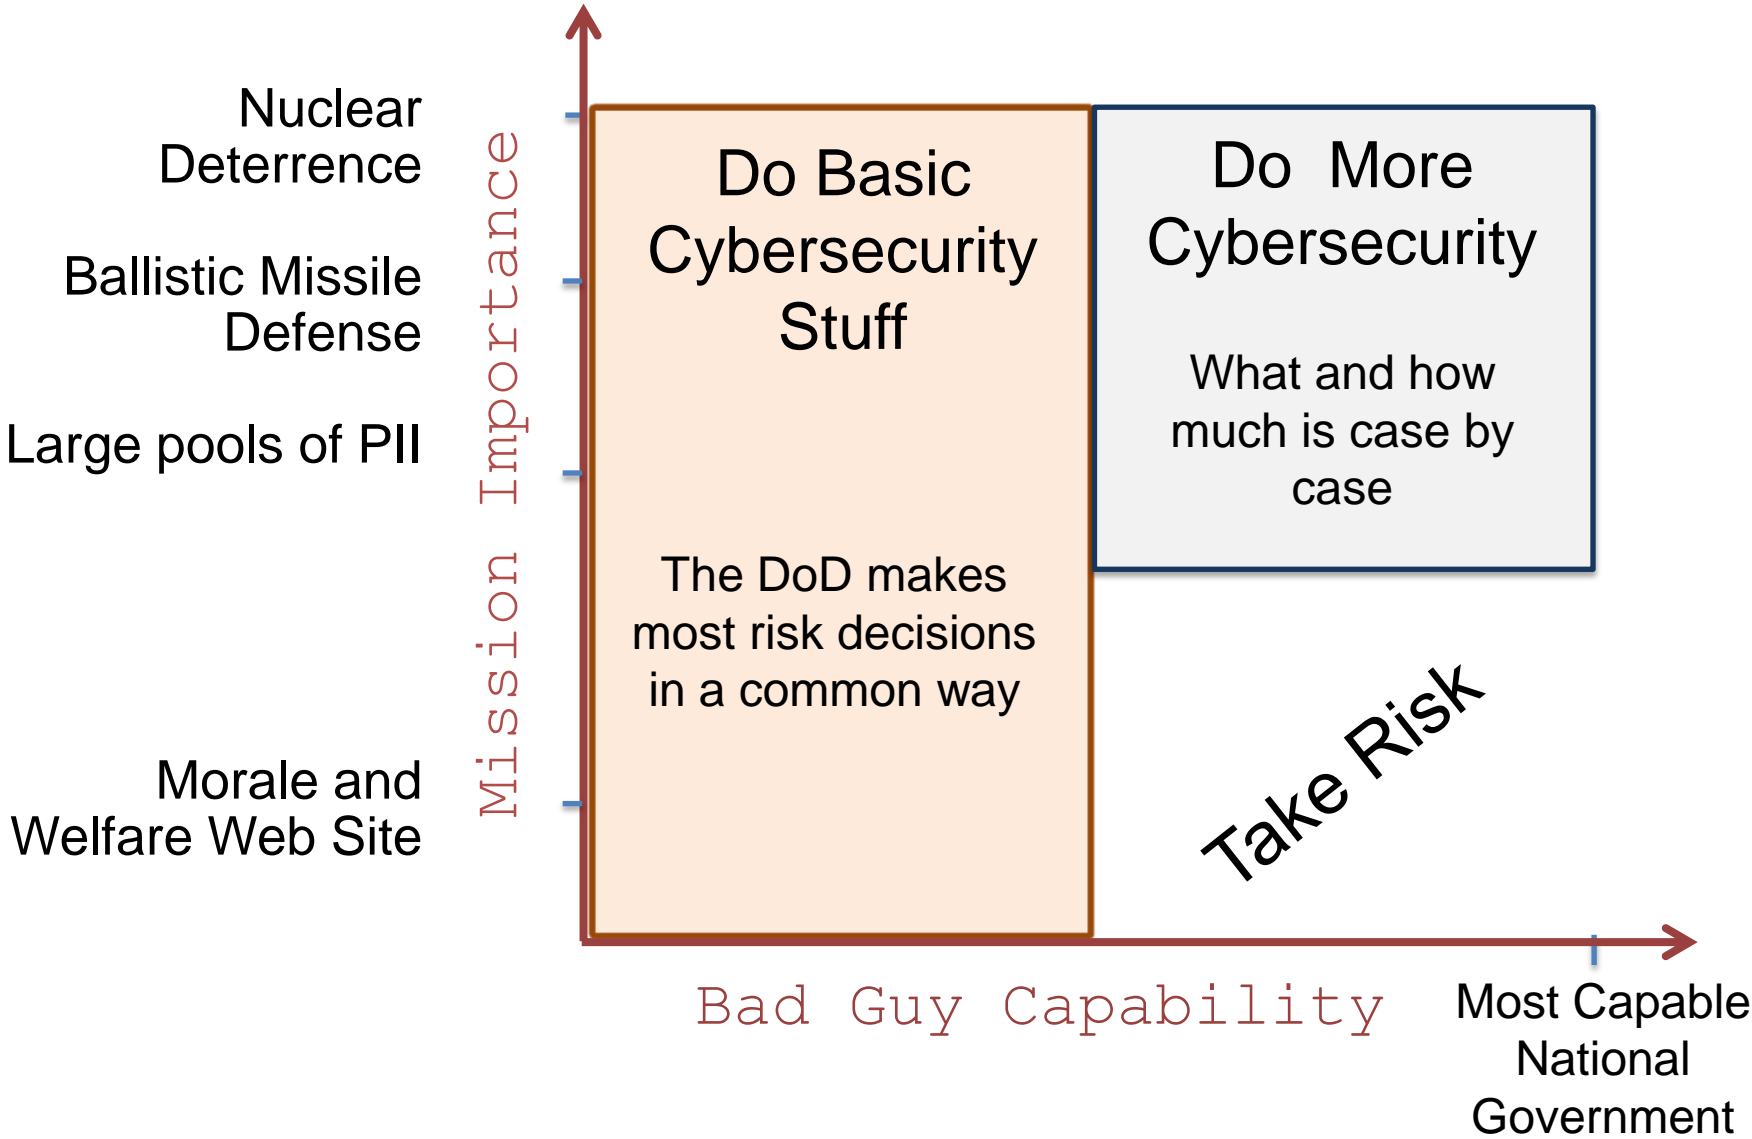 Nuclear
Deterrence
Ballistic Missile
Defense
Large pools of PII
Morale and
Welfare Web Site
Mission Importance
Do Basic
Cybersecurity
Stuff
The DoD makes
most risk decisions
in a common way
Do More
Cybersecurity
What and how
much is case by
case
Take Risk
Bad Guy Capability
Most Capable
National
Government